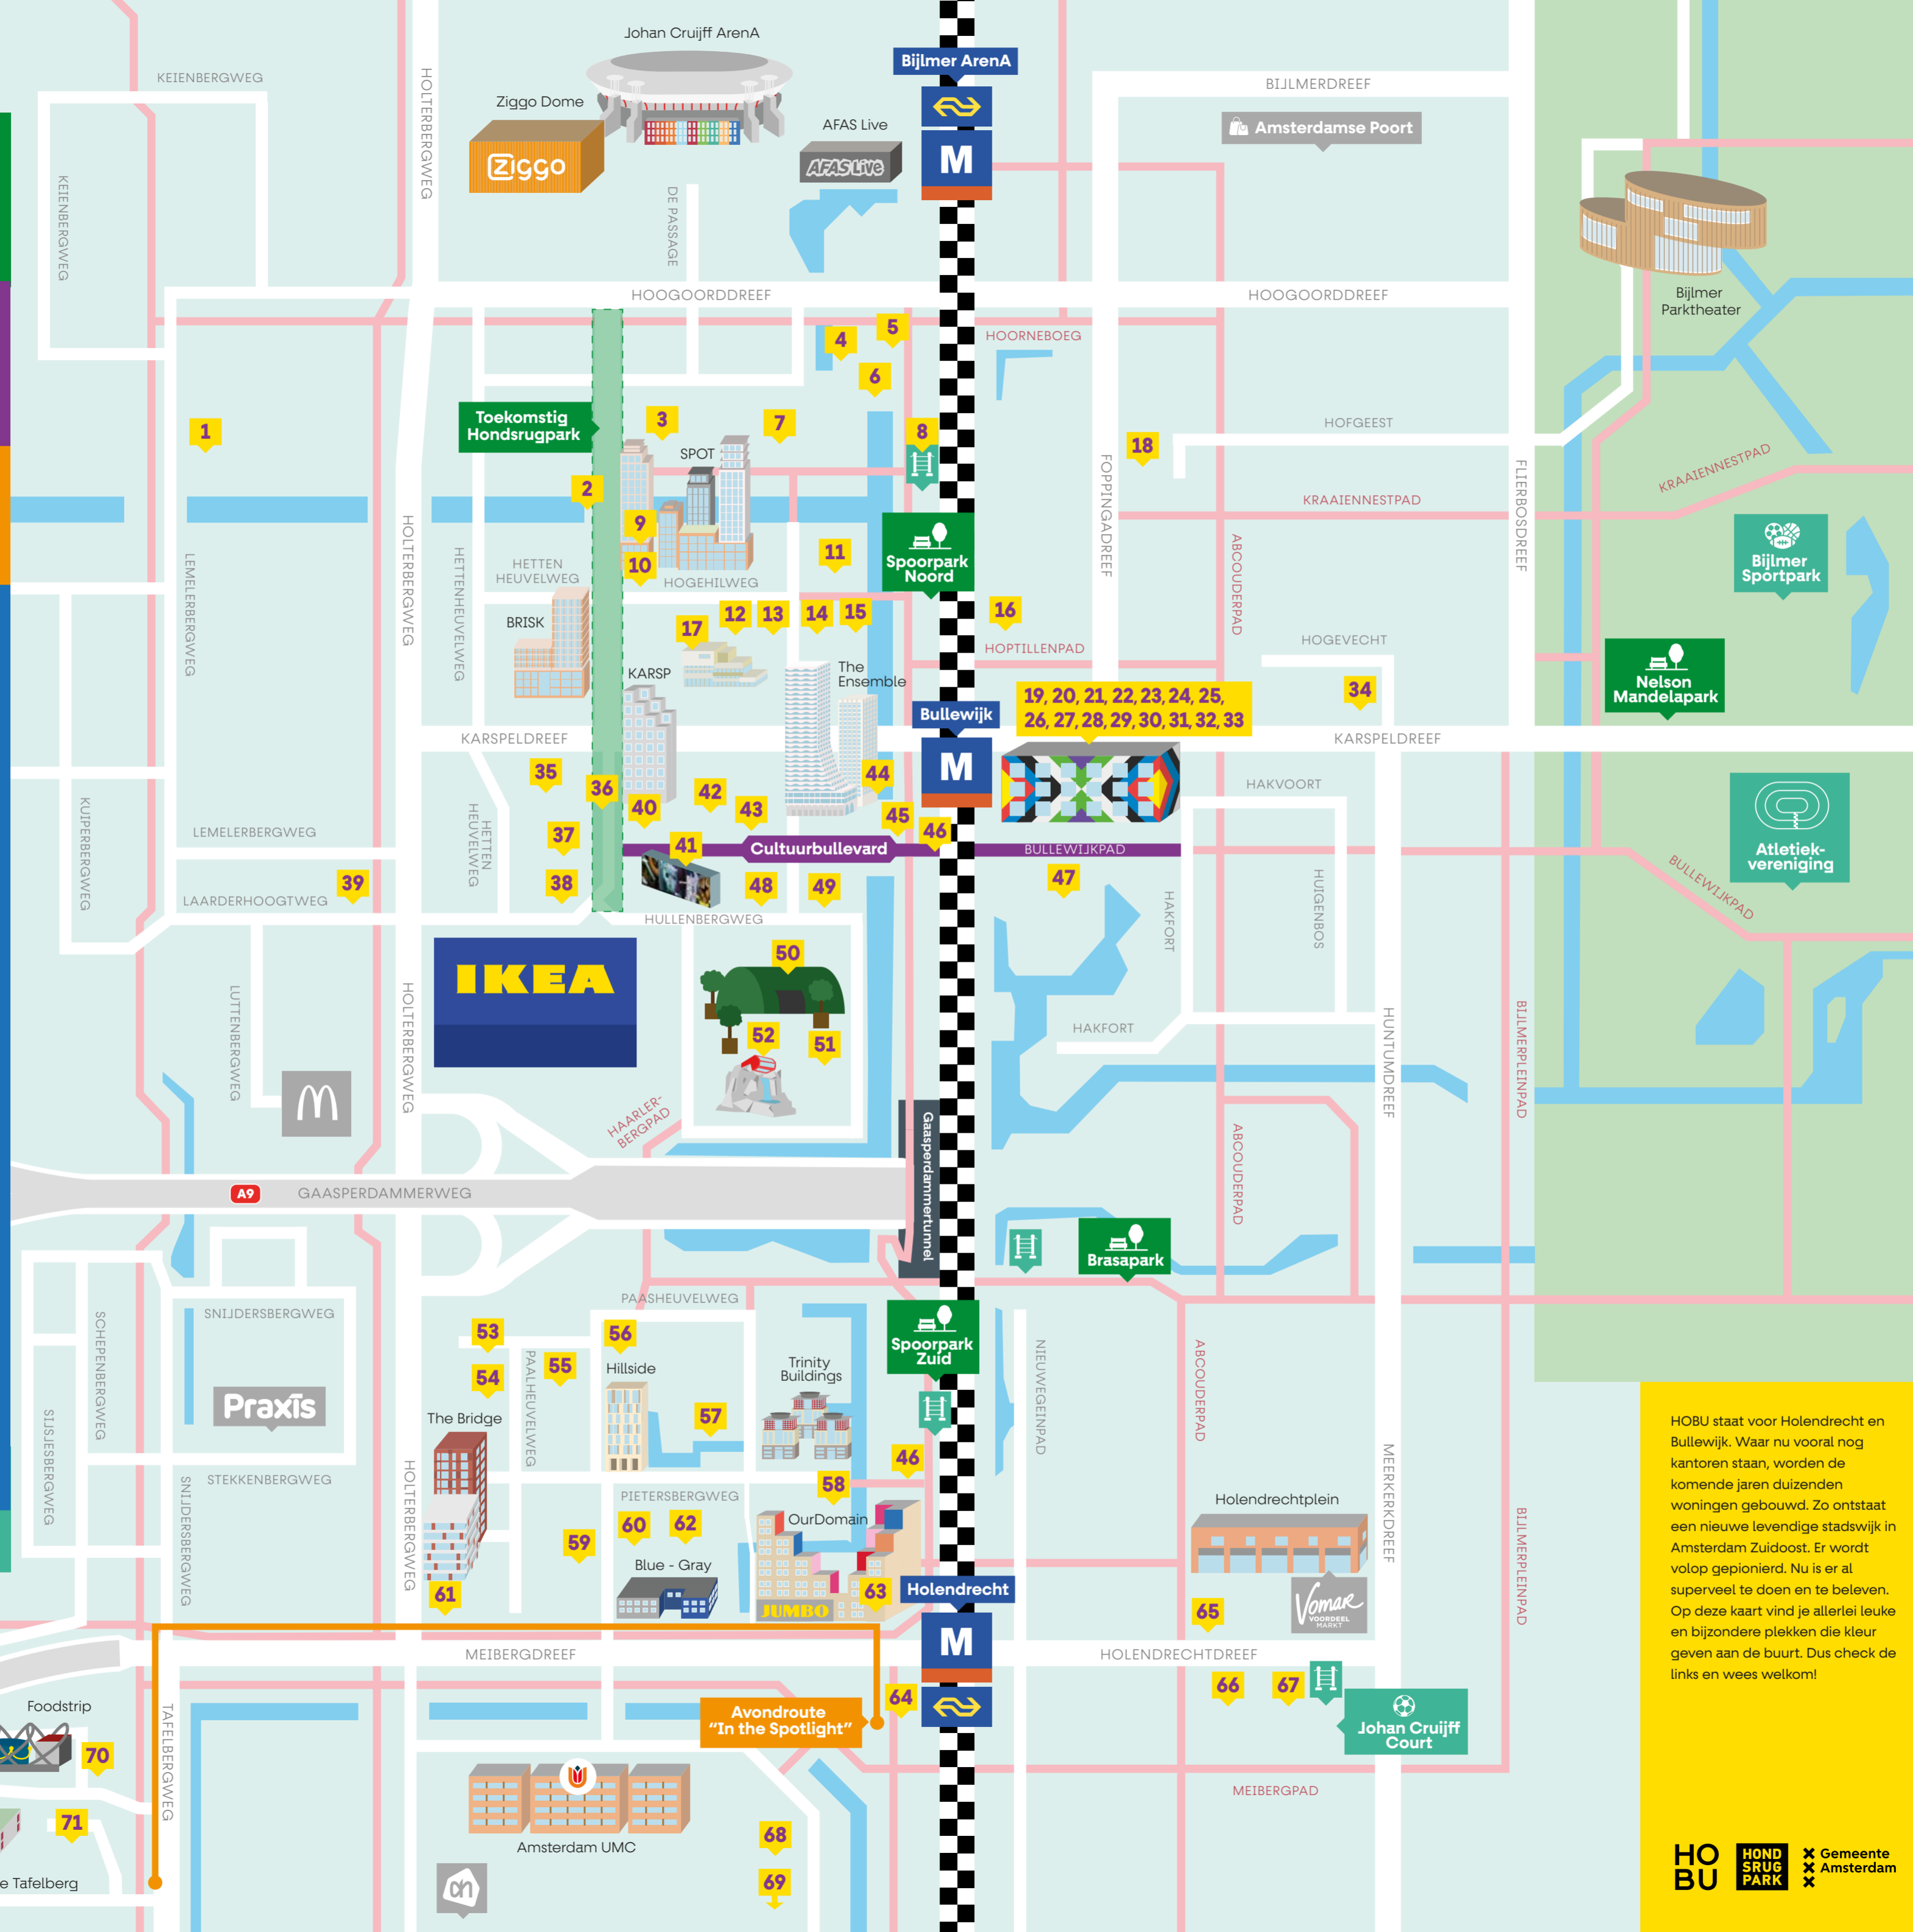 Johan Cruijff ArenA
Bijlmer ArenA
KEIENBERGWEG
HOLTERBERGWEG
BIJLMERDREEF
Ziggo Dome
Ziggo
AFAS Live
AFAS Live
M
Amsterdamse Poort
KEIENBERGWEG
DE PASSAGE
HOOGOORDDREEF
HOOGOORDDREEF
Bijlmer
Parktheater
4
5
6
HOORNEBOEG
Toekomstig
Hondsrugpark
1
3
7
8
18
HOFGEEST
SPOT
2
9
10
11
KRAAIENNESTPAD
KRAAIENNESTPAD
FOPPINGADREEF
FLIERBOSDREEF
Spoorpark
Noord
Bijlmer
Sportpark
LEMELERBERGWEG
HOLTERBERGWEG
HETTENHEUVELWEG
HETTEN
HEUVELWEG
HOGEHILWEG
ABCOUDERPAD
BRISK
12
13
14
15
16
17
HOPTILLENPAD
HOGEVECHT
KARSP
The
Ensemble
Nelson
Mandelapark
19, 20, 21, 22, 23, 24, 25,
26, 27, 28, 29, 30, 31, 32, 33
34
Bullewijk
M
KARSPELDREEF
KARSPELDREEF
35
36
40
42
43
44
45
46
HAKVOORT
KUIPERBERGWEG
LEMELERBERGWEG
HETTEN
HEUVELWEG
37
41
Cultuurbullevard
BULLEWIJKPAD
Atletiek-
vereniging
39
38
48
49
47
LAARDERHOOGTWEG
HULLENBERGWEG
HAKFORT
HUIGENBOS
BULLEWIJKPAD
IKEA
50
52
51
LUTTENBERGWEG
HOLTERBERGWEG
HAKFORT
HUNTUMDREEF
BIJLMERPLEINPAD
HAARLER-
BERGPAD
Gaasperdammertunnel
ABCOUDERPAD
A9
GAASPERDAMMERWEG
Brasapark
SNIJDERSBERGWEG
SCHEPENBERGWEG
PAASHEUVELWEG
53
54
55
56
Hillside
Trinity
Buildings
Spoorpark
Zuid
NIEUWEGEINPAD
ABCOUDERPAD
PAALHEUVELWEG
Praxis
The Bridge
57
46
58
SIJSJESBERGWEG
STEKKENBERGWEG
SNIJDERSBERGWEG
HOLTERBERGWEG
PIETERSBERGWEG
59
60
62
OurDomain
Blue - Gray
61
JUMBO
63
Holendrecht
M
Holendrechtplein
MEERKERKDREEF
BIJLMERPLEINPAD
65
Vomar
VOORDEEL
MARKT
MEIBERGDREEF
HOLENDRECHTDREEF
66
67
64
Avondroute
"In the Spotlight"
Johan Cruijff
Court
Foodstrip
70
71
TAFELBERGWEG
MEIBERGPAD
Amsterdam UMC
68
69
e Tafelberg
HOBU staat voor Holendrecht en
Bullewijk. Waar nu vooral nog
kantoren staan, worden de
komende jaren duizenden
woningen gebouwd. Zo ontstaat
een nieuwe levendige stadswijk in
Amsterdam Zuidoost. Er wordt
volop gepionierd. Nu is er al
superveel te doen en te beleven.
Op deze kaart vind je allerlei leuke
en bijzondere plekken die kleur
geven aan de buurt. Dus check de
links en wees welkom!
HO
BU
HOND
SRUG
PARK
Gemeente
Amsterdam